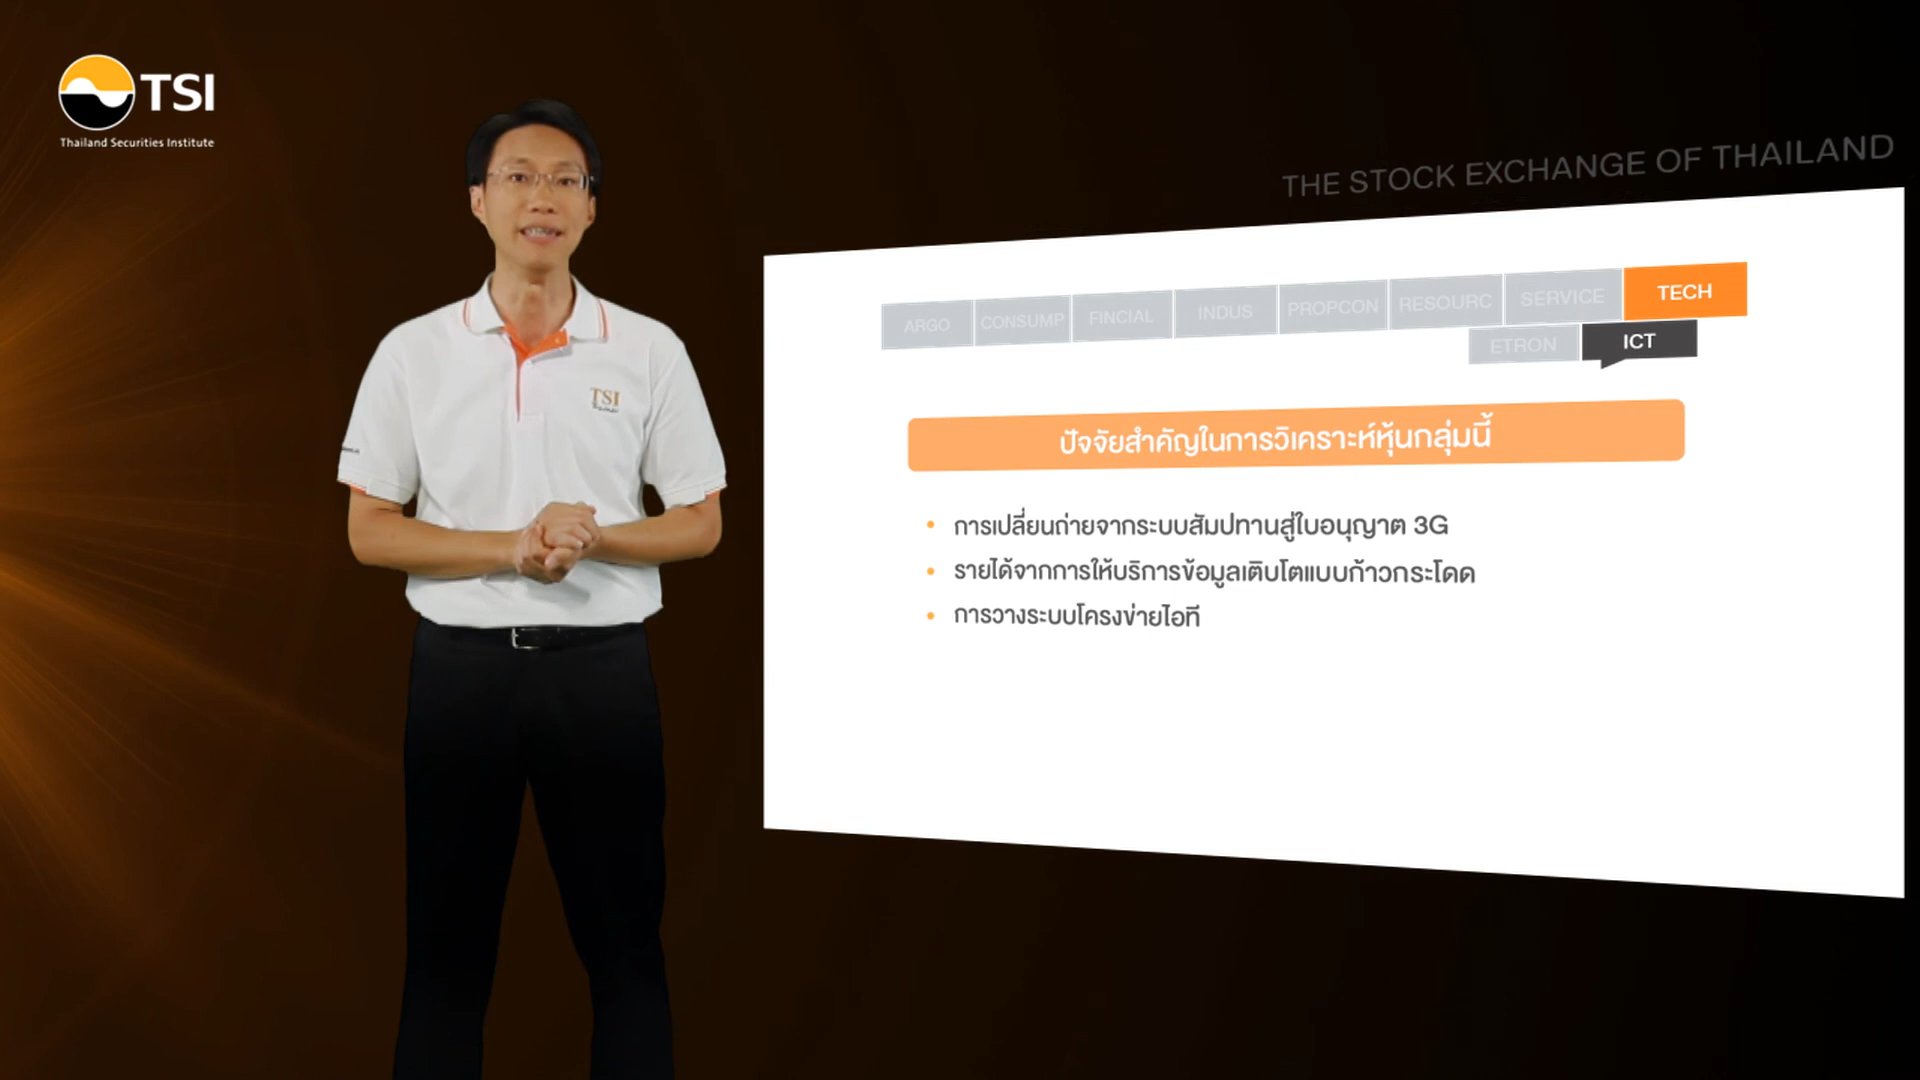 TSI
Thailand Securities Institute
THE STOCK EXCHANGE OF THAILAND
ARGO CONSUMP FINCIAL INDUS PROPCON RESOURC SERVICE TECH
ETRON ICT
ปัจจัยสำคัญในการวิเคราะห์หุ้นกลุ่มนี้
• การเปลี่ยนถ่ายจากระบบสัมปทานสู่ใบอนุญาต 3G
• รายได้จากการให้บริการข้อมูลเติบโตแบบก้าวกระโดด
• การวางระบบโครงข่ายไอที
TSI